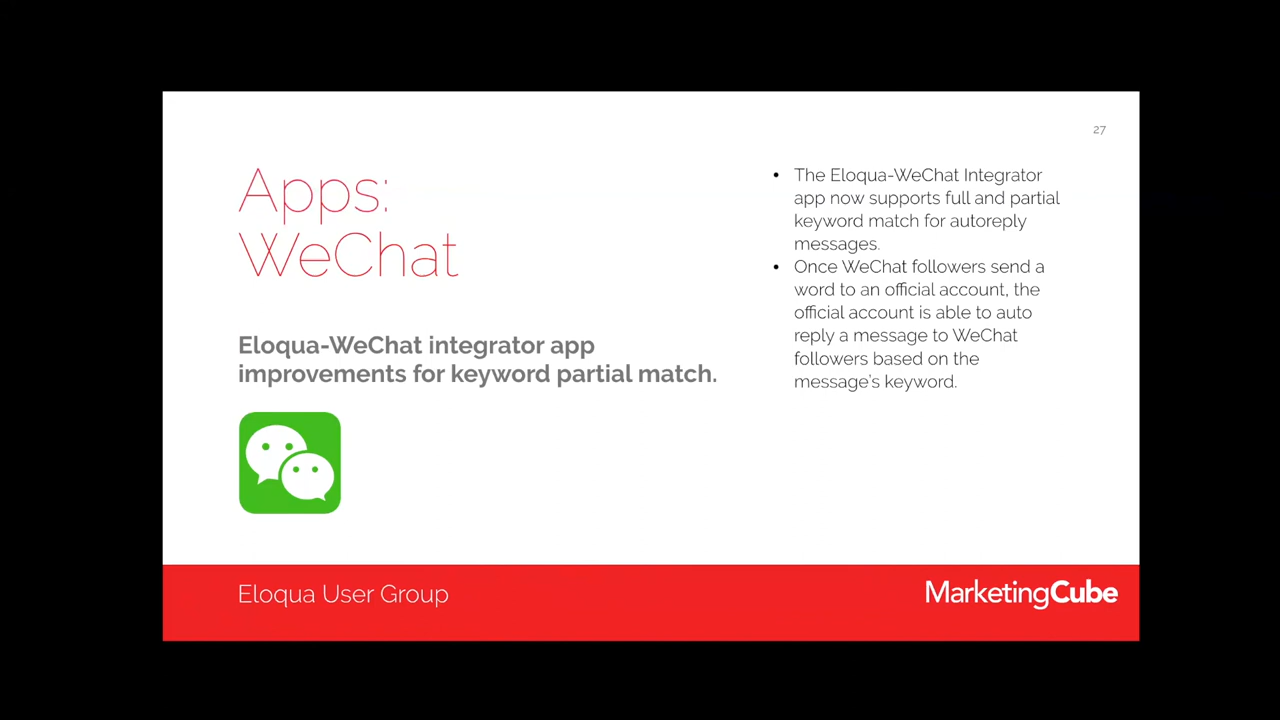 27
Apps:
WeChat
Eloqua-WeChat integrator app
improvements for keyword partial match.
• The Eloqua-WeChat Integrator
app now supports full and partial
keyword match for autoreply
messages.
• Once WeChat followers send a
word to an official account, the
official account is able to auto
reply a message to WeChat
followers based on the
message's keyword.
Eloqua User Group
MarketingCube